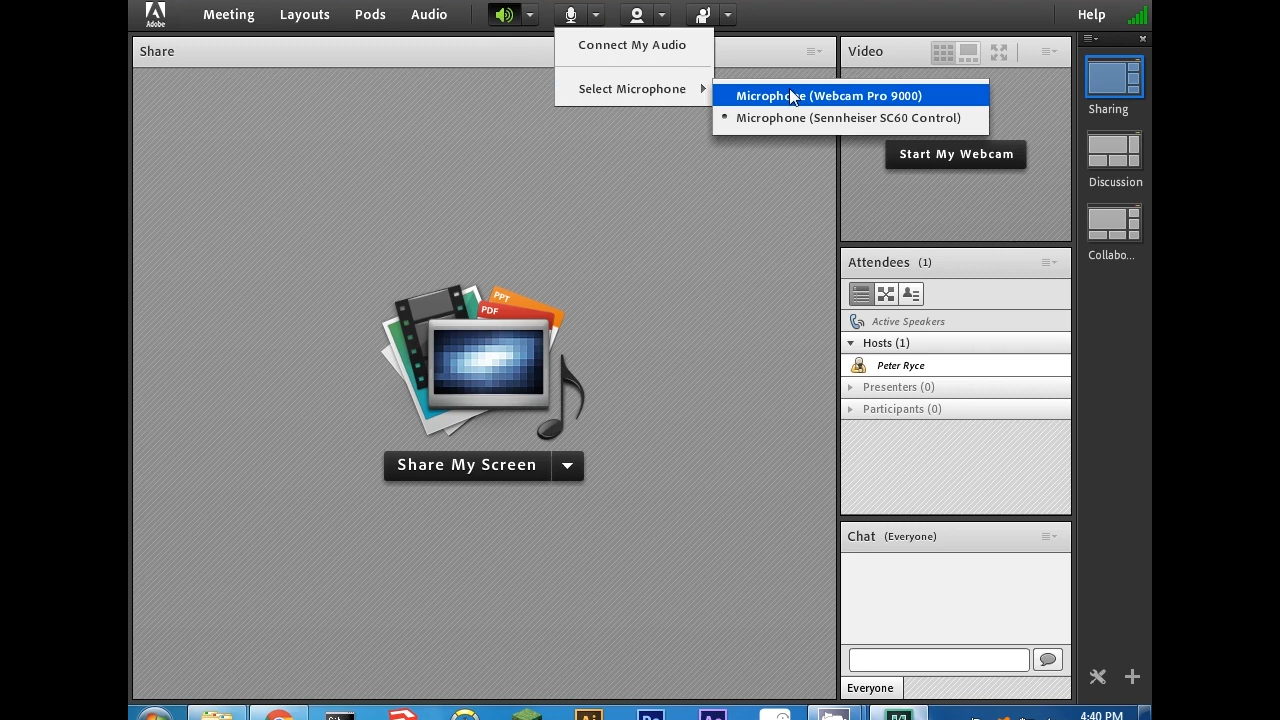 Adobe
Meeting Layouts Pods Audio Help
Connect My Audio
Select Microphone
Microphone (Webcam Pro 9000)
Microphone (Sennheiser SC60 Control)
Share
Video
Start My Webcam
Sharing
Discussion
Collabo...
Attendees (1)
Active Speakers
Hosts (1)
Peter Ryce
Presenters (0)
Participants (0)
PPT
PDF
Share My Screen
Chat (Everyone)
Everyone
Ai
4:40 PM